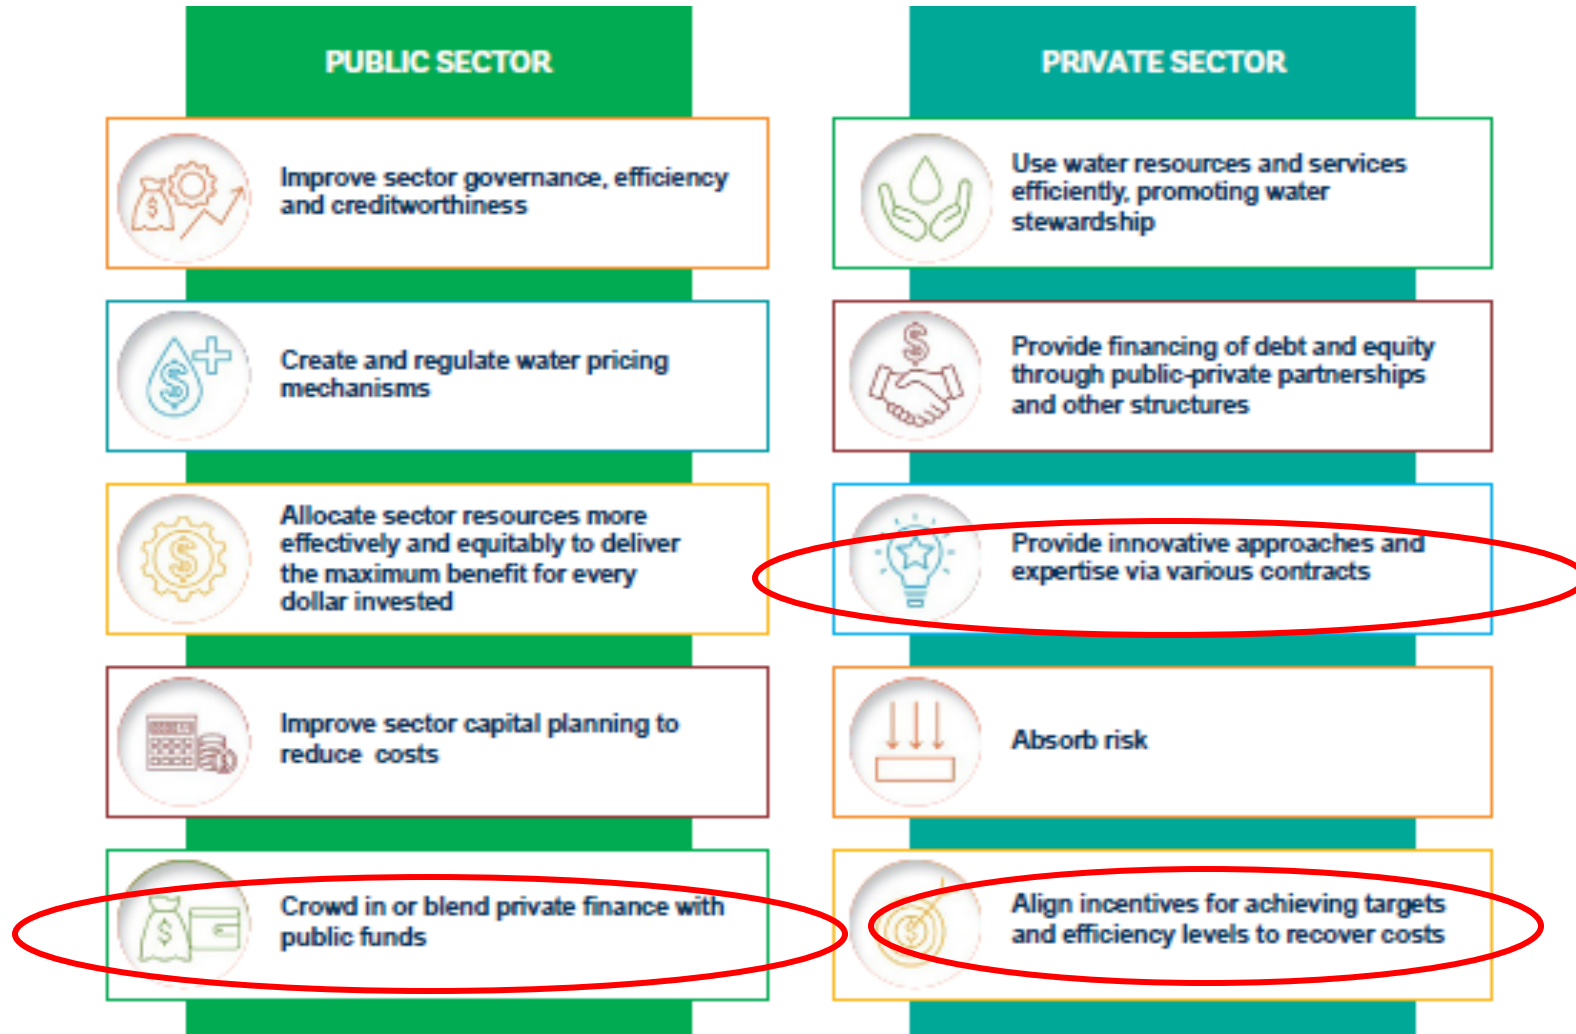 PUBLIC SECTOR
Improve sector governance, efficiency
and creditworthiness
$
Create and regulate water pricing
mechanisms
$
Allocate sector resources more
effectively and equitably to deliver
the maximum benefit for every
dollar invested
$
Improve sector capital planning to
reduce costs
Crowd in or blend private finance with
public funds
$
PRIVATE SECTOR
Use water resources and services
efficiently, promoting water
stewardship
Provide financing of debt and equity
through public-private partnerships
and other structures
$
Provide innovative approaches and
expertise via various contracts
Absorb risk
Align incentives for achieving targets
and efficiency levels to recover costs
$